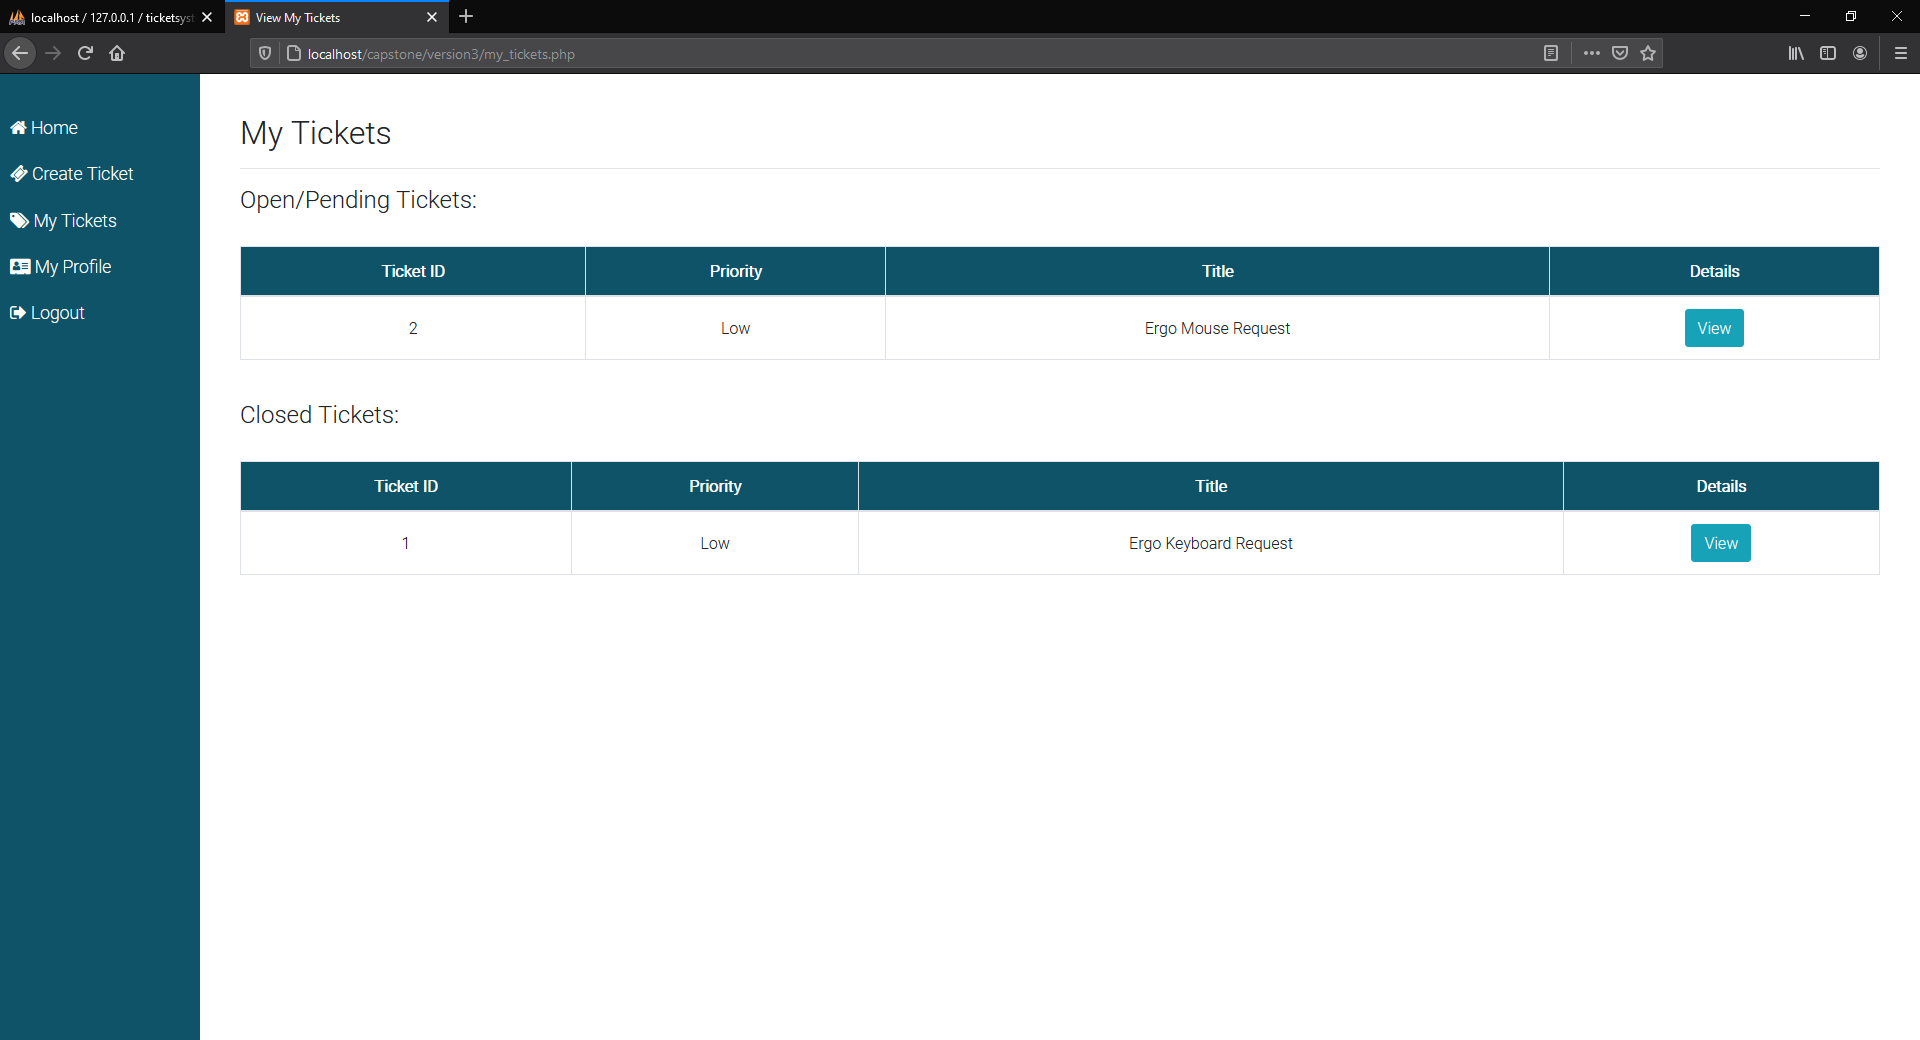 localhost / 127.0.0.1 / ticketsyst
View My Tickets
localhost/capstone/version3/my_tickets.php
Home
Create Ticket
My Tickets
My Profile
Logout
My Tickets
Open/Pending Tickets:
Ticket ID Priority Title Details
2 Low Ergo Mouse Request View
Closed Tickets:
Ticket ID Priority Title Details
1 Low Ergo Keyboard Request View